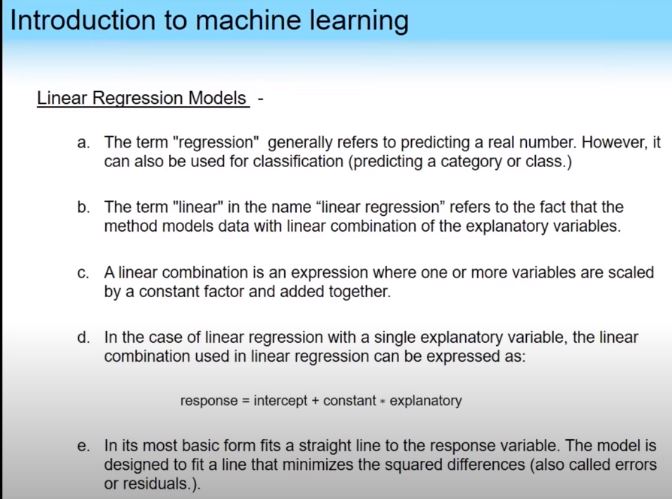 Introduction to machine learning
Linear Regression Models -
a. The term "regression" generally refers to predicting a real number. However, it
can also be used for classification (predicting a category or class.)
b. The term "linear" in the name “linear regression” refers to the fact that the
method models data with linear combination of the explanatory variables.
c. A linear combination is an expression where one or more variables are scaled
by a constant factor and added together.
d. In the case of linear regression with a single explanatory variable, the linear
combination used in linear regression can be expressed as:
response = intercept + constant * explanatory
e. In its most basic form fits a straight line to the response variable. The model is
designed to fit a line that minimizes the squared differences (also called errors
or residuals.).